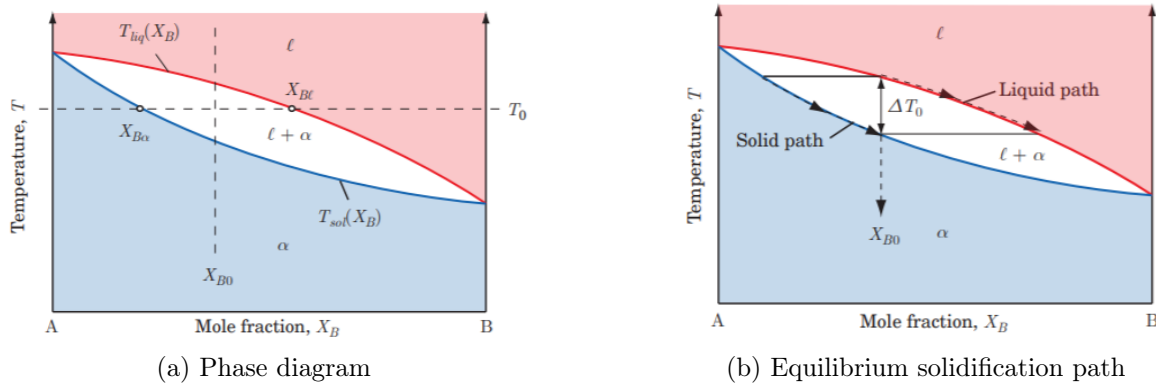 T_liq(X_B)
ℓ
X_Bℓ
T_0
X_Bα
ℓ + α
T_sol(X_B)
α
X_B0
Temperature, T
A
Mole fraction, X_B
B
(a) Phase diagram
ℓ
Liquid path
ΔT_0
Solid path
ℓ + α
X_B0
α
Temperature, T
A
Mole fraction, X_B
B
(b) Equilibrium solidification path